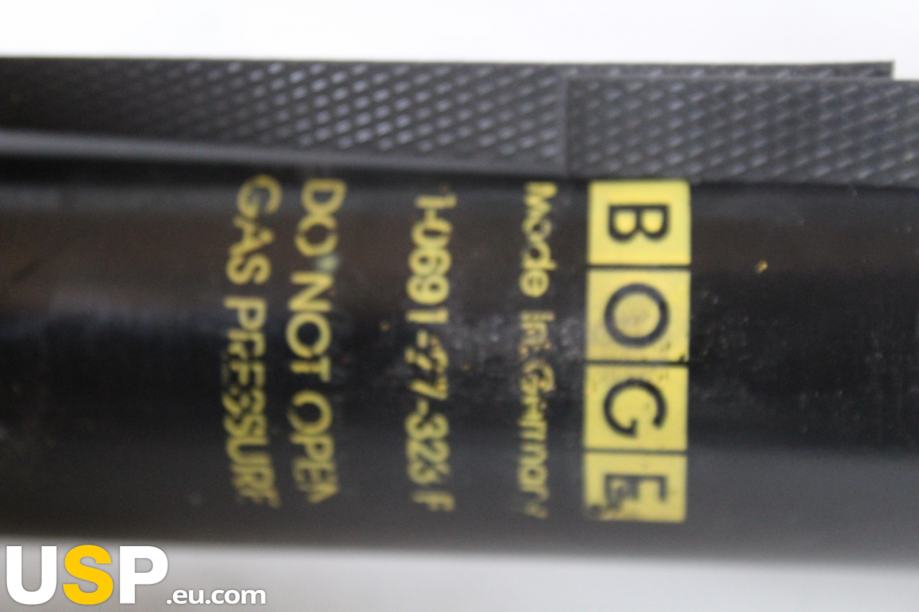 BOGE
Made in Germany
DO NOT OPEN
GAS PRESSURE
USP.eu.com